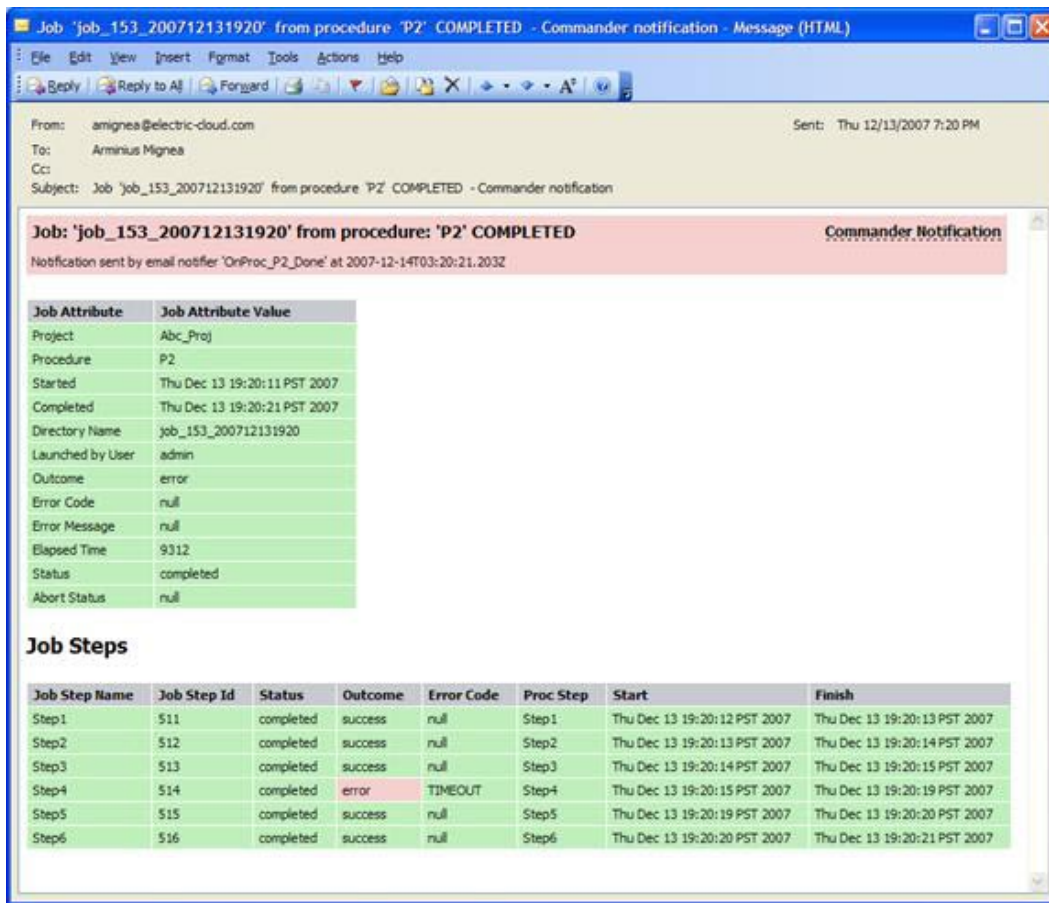 Job 'job_153_200712131920' from procedure 'P2' COMPLETED - Commander notification - Message (HTML)
File Edit View Insert Format Tools Actions Help
Reply Reply to All Forward
From: amignea@electric-cloud.com Sent: Thu 12/13/2007 7:20 PM
To: Arminius Mignea
Cc:
Subject: Job 'job_153_200712131920' from procedure 'P2' COMPLETED - Commander notification
Job: 'job_153_200712131920' from procedure: 'P2' COMPLETED Commander Notification
Notification sent by email notifier 'OnProc_P2_Done' at 2007-12-14T03:20:21.203Z
Job Attribute Job Attribute Value
Project Abc_Proj
Procedure P2
Started Thu Dec 13 19:20:11 PST 2007
Completed Thu Dec 13 19:20:21 PST 2007
Directory Name job_153_200712131920
Launched by User admin
Outcome error
Error Code null
Error Message null
Elapsed Time 9312
Status completed
Abort Status null
Job Steps
Job Step Name Job Step Id Status Outcome Error Code Proc Step Start Finish
Step1 511 completed success null Step1 Thu Dec 13 19:20:12 PST 2007 Thu Dec 13 19:20:13 PST 2007
Step2 512 completed success null Step2 Thu Dec 13 19:20:13 PST 2007 Thu Dec 13 19:20:14 PST 2007
Step3 513 completed success null Step3 Thu Dec 13 19:20:14 PST 2007 Thu Dec 13 19:20:15 PST 2007
Step4 514 completed error TIMEOUT Step4 Thu Dec 13 19:20:15 PST 2007 Thu Dec 13 19:20:19 PST 2007
Step5 515 completed success null Step5 Thu Dec 13 19:20:19 PST 2007 Thu Dec 13 19:20:20 PST 2007
Step6 516 completed success null Step6 Thu Dec 13 19:20:20 PST 2007 Thu Dec 13 19:20:21 PST 2007